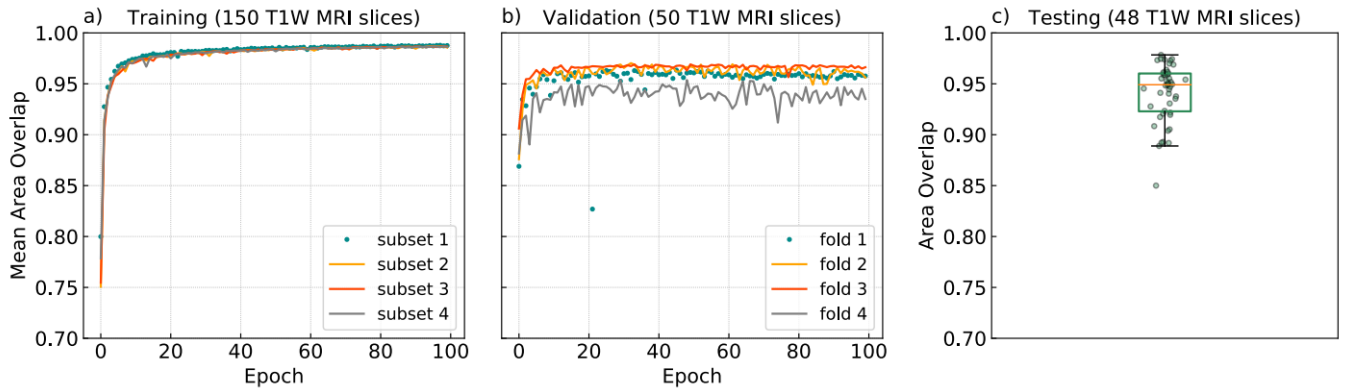 a) Training (150 T1W MRI slices)
Mean Area Overlap
1.00
0.95
0.90
0.85
0.80
0.75
0.70
0 20 40 60 80 100
Epoch
subset 1
subset 2
subset 3
subset 4
b) Validation (50 T1W MRI slices)
0 20 40 60 80 100
Epoch
fold 1
fold 2
fold 3
fold 4
c) Testing (48 T1W MRI slices)
Area Overlap
1.00
0.95
0.90
0.85
0.80
0.75
0.70